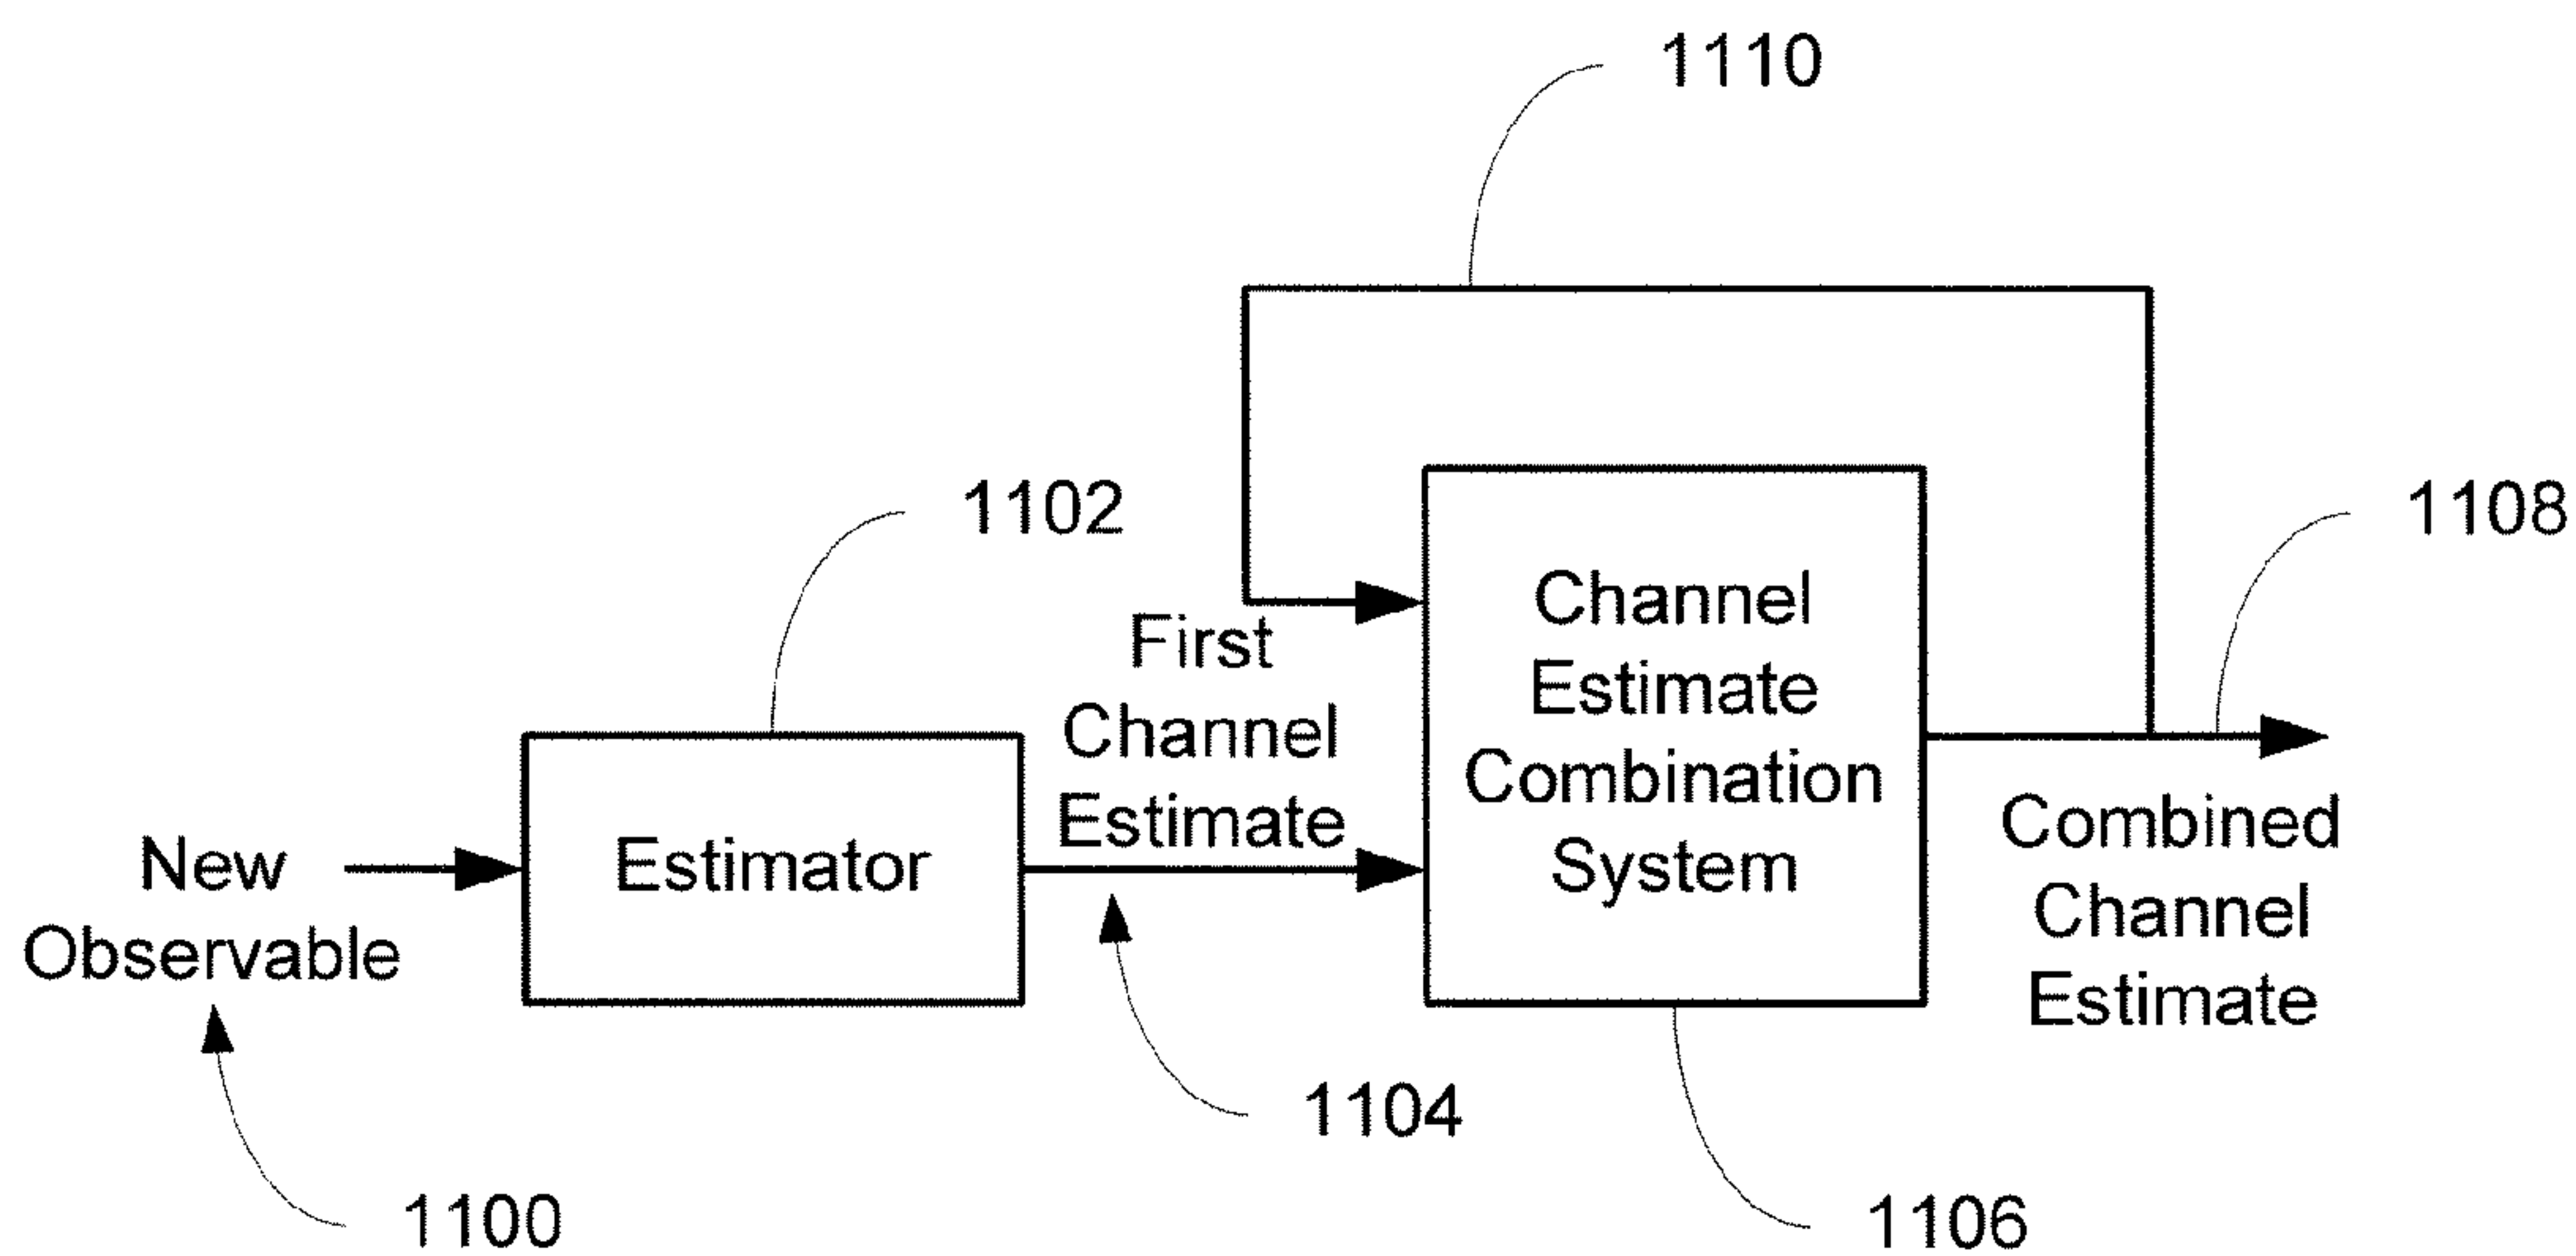 1110
1102
1108
First
Channel
Estimate
Channel
Estimate
Combination
System
New
Observable
Estimator
Combined
Channel
Estimate
1104
1100
1106